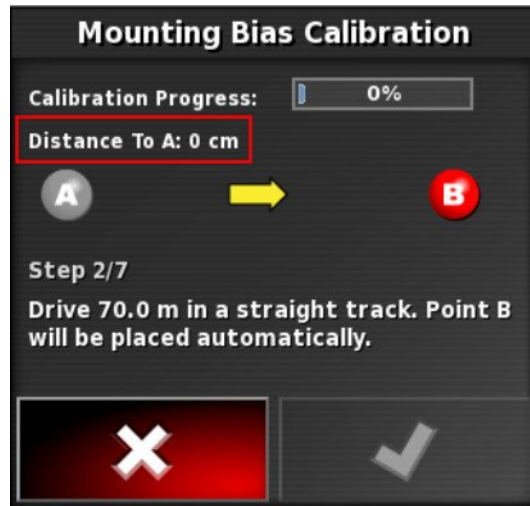 Mounting Bias Calibration
Calibration Progress: 0%
Distance To A: 0 cm
A B
Step 2/7
Drive 70.0 m in a straight track. Point B
will be placed automatically.